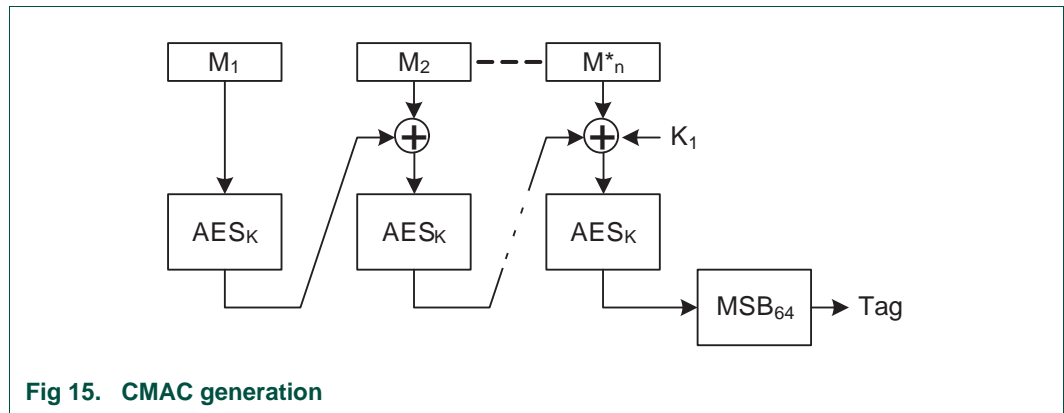 M₁ M₂ M*ₙ
K₁
AESₖ AESₖ AESₖ
MSB₆₄ Tag
Fig 15. CMAC generation